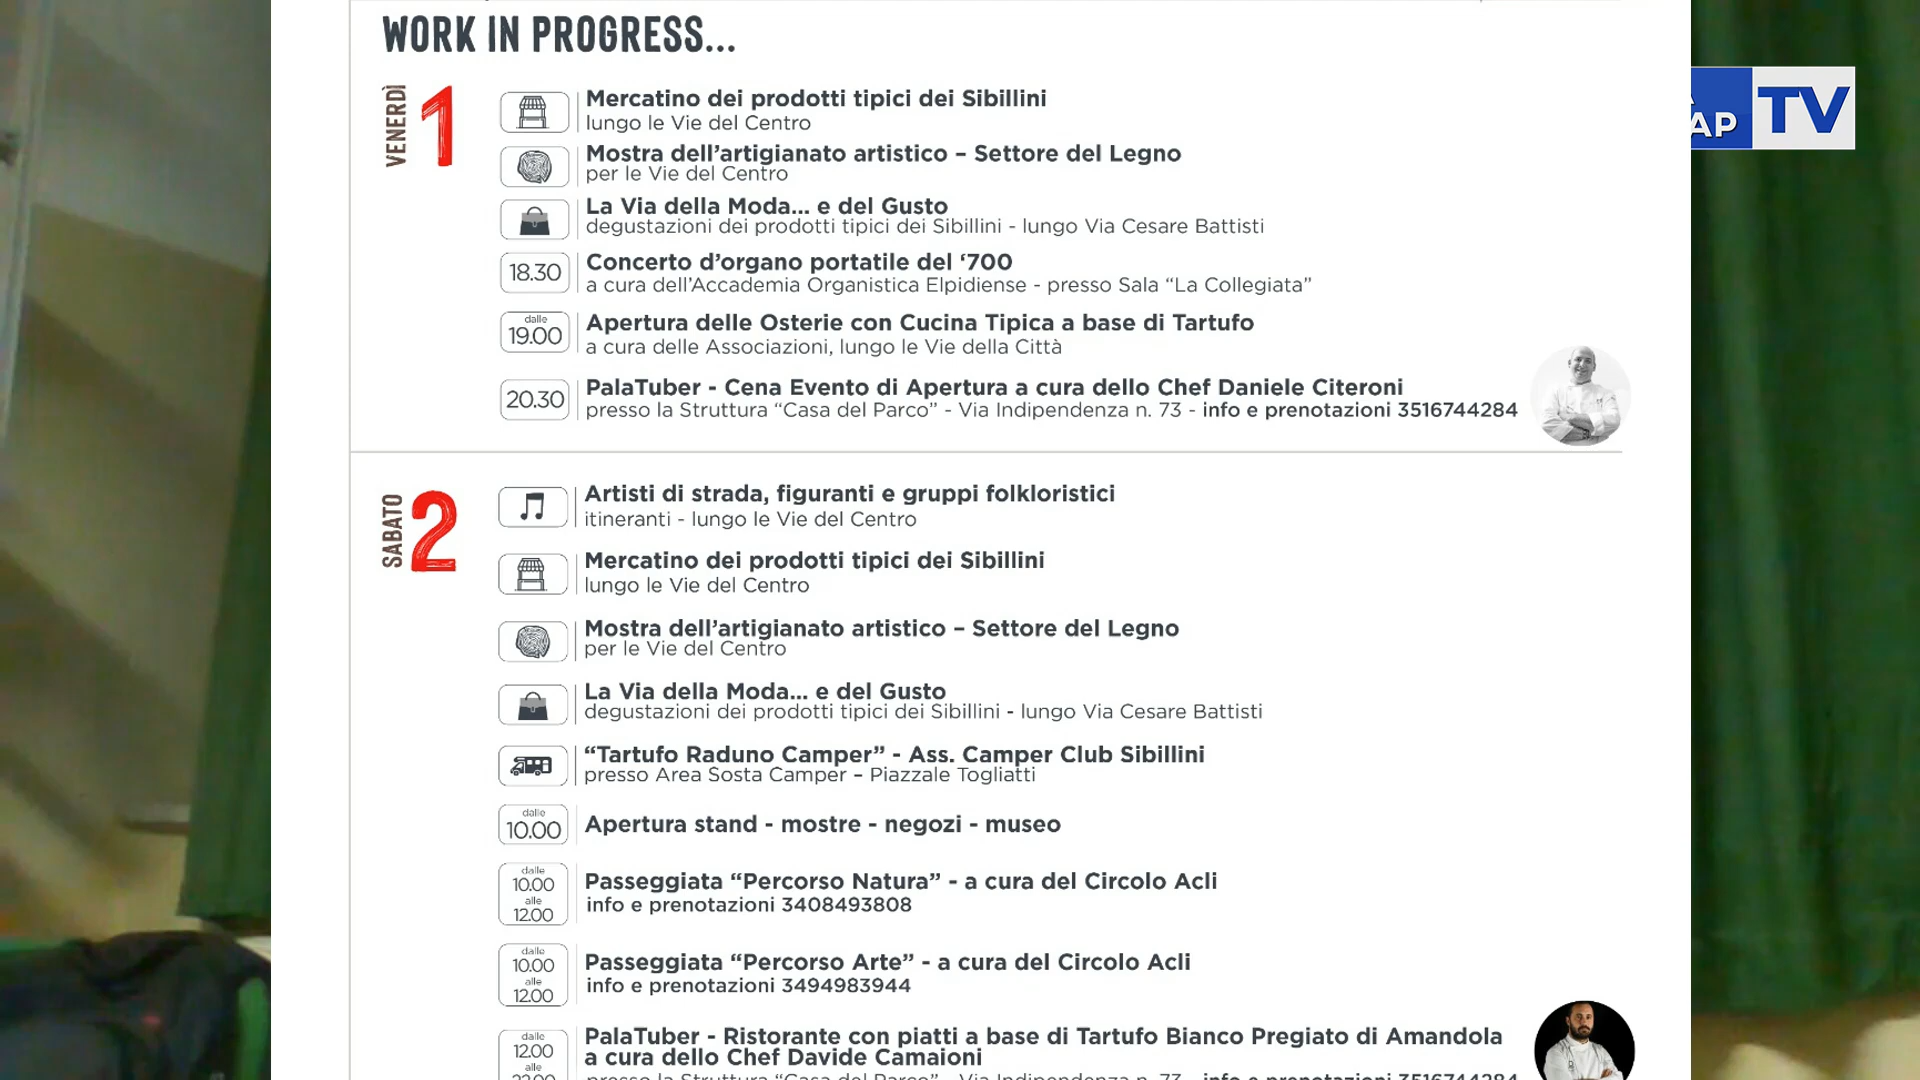 WORK IN PROGRESS...
VENERDÌ
1
Mercatino dei prodotti tipici dei Sibillini
lungo le Vie del Centro
Mostra dell’artigianato artistico – Settore del Legno
per le Vie del Centro
La Via della Moda... e del Gusto
degustazioni dei prodotti tipici dei Sibillini - lungo Via Cesare Battisti
18.30
Concerto d’organo portatile del ‘700
a cura dell’Accademia Organistica Elpidiense - presso Sala “La Collegiata”
dalle
19.00
Apertura delle Osterie con Cucina Tipica a base di Tartufo
a cura delle Associazioni, lungo le Vie della Città
20.30
PalaTuber - Cena Evento di Apertura a cura dello Chef Daniele Citeroni
presso la Struttura “Casa del Parco” - Via Indipendenza n. 73 - info e prenotazioni 3516744284
SABATO
2
Artisti di strada, figuranti e gruppi folkloristici
itineranti - lungo le Vie del Centro
Mercatino dei prodotti tipici dei Sibillini
lungo le Vie del Centro
Mostra dell’artigianato artistico – Settore del Legno
per le Vie del Centro
La Via della Moda... e del Gusto
degustazioni dei prodotti tipici dei Sibillini - lungo Via Cesare Battisti
“Tartufo Raduno Camper” - Ass. Camper Club Sibillini
presso Area Sosta Camper – Piazzale Togliatti
dalle
10.00
Apertura stand - mostre - negozi - museo
dalle
10.00
alle
12.00
Passeggiata “Percorso Natura” - a cura del Circolo Acli
info e prenotazioni 3408493808
dalle
10.00
alle
12.00
Passeggiata “Percorso Arte” - a cura del Circolo Acli
info e prenotazioni 3494983944
dalle
12.00
alle
PalaTuber - Ristorante con piatti a base di Tartufo Bianco Pregiato di Amandola
a cura dello Chef Davide Camaioni
presso la Struttura “Casa del Parco” - Via Indipendenza n. 73 - info e prenotazioni 3516744284
AP
TV